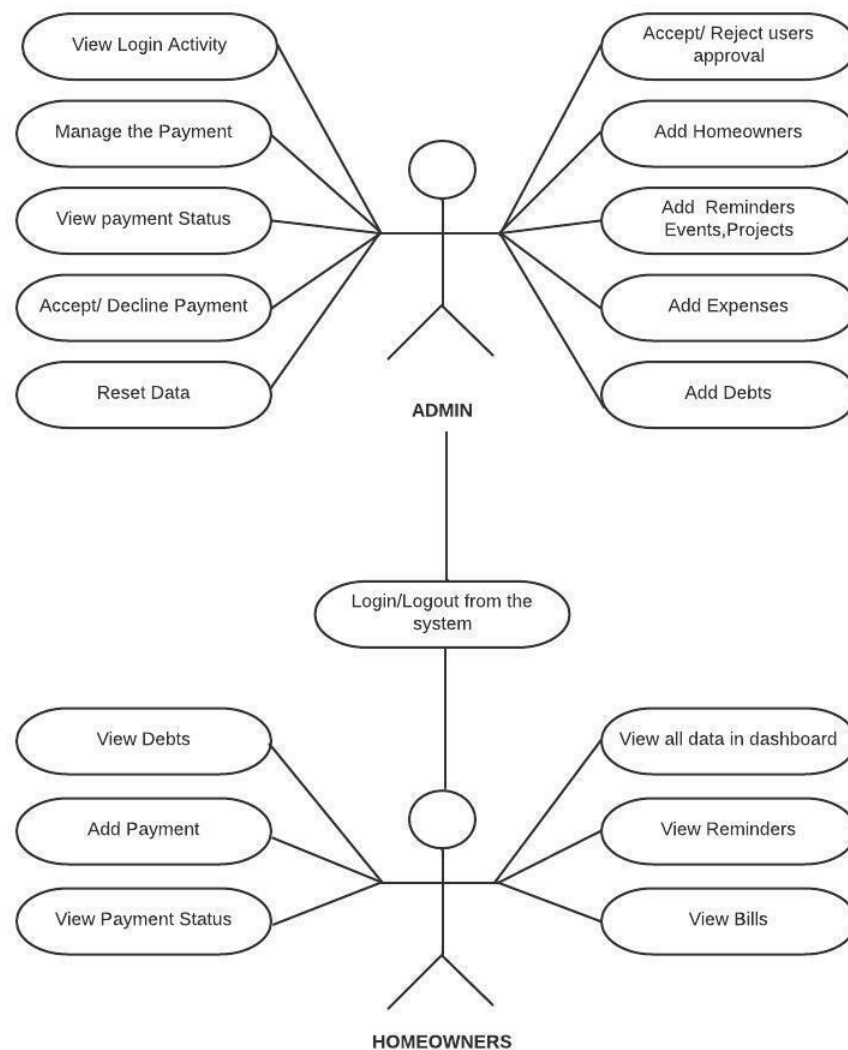 View Login Activity
Accept/ Reject users
approval
Manage the Payment
Add Homeowners
View payment Status
Add Reminders
Events,Projects
Accept/ Decline Payment
Add Expenses
Reset Data
Add Debts
ADMIN
Login/Logout from the
system
View Debts
View all data in dashboard
Add Payment
View Reminders
View Payment Status
View Bills
HOMEOWNERS